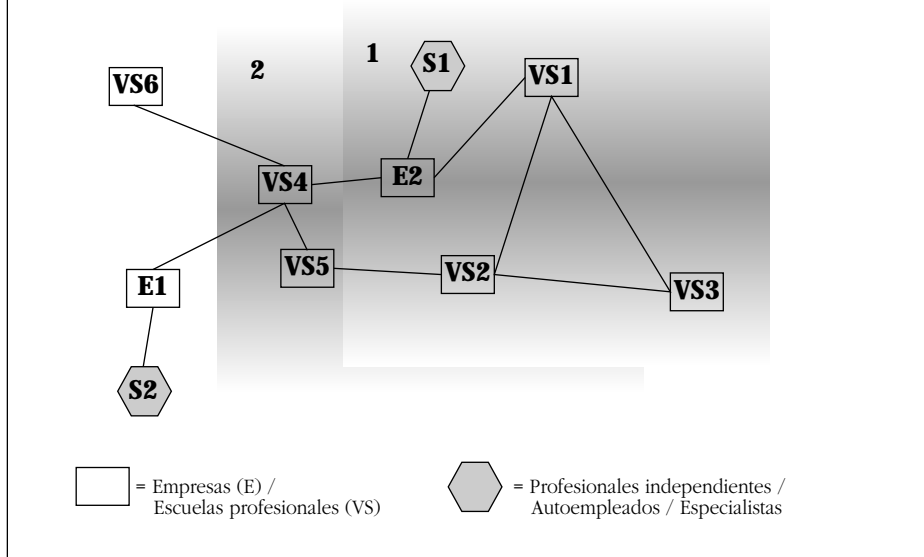 1
S1
VS1
2
VS6
E2
VS4
VS5
VS2
VS3
E1
S2
= Empresas (E) /
Escuelas profesionales (VS)
= Profesionales independientes /
Autoempleados / Especialistas